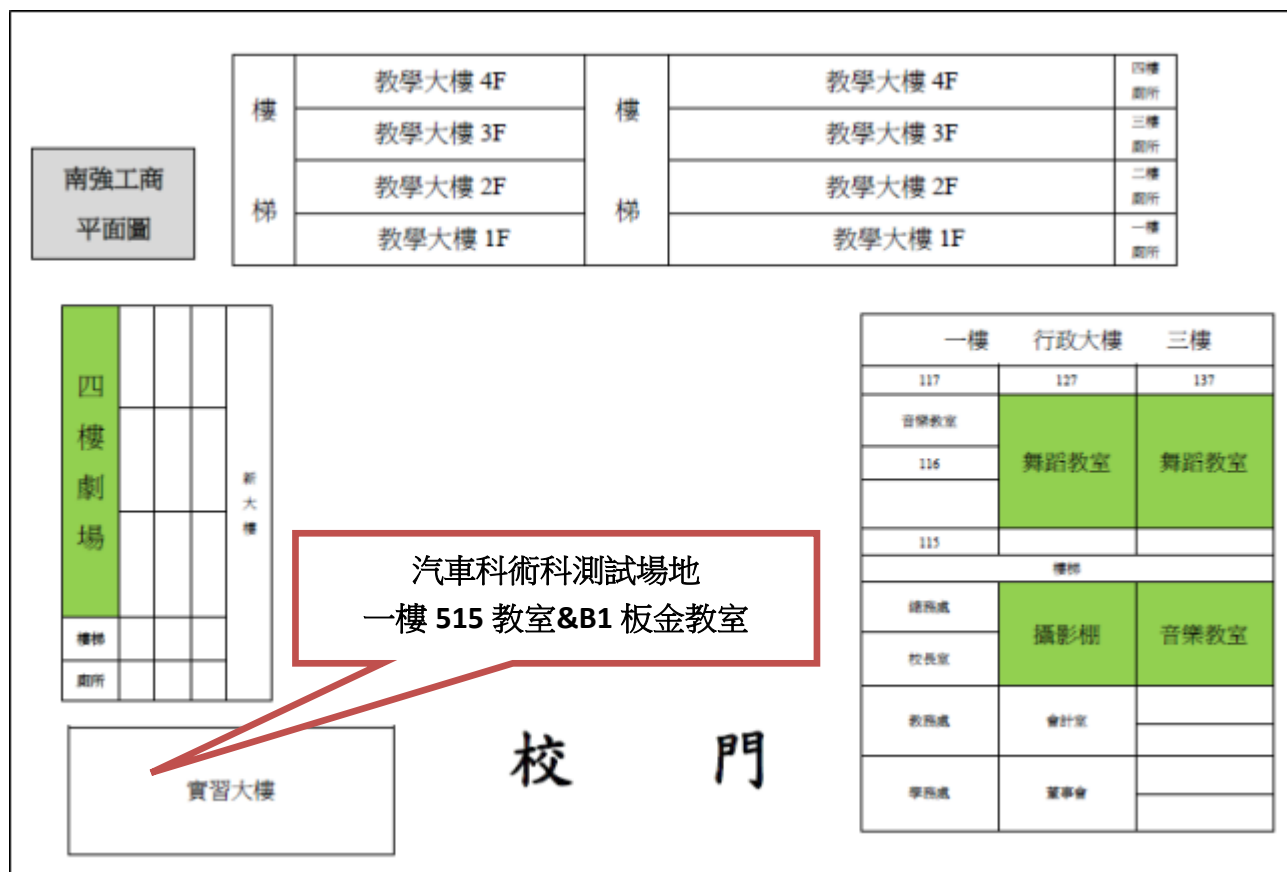 南強工商
平面圖
樓梯
教學大樓 4F
教學大樓 3F
教學大樓 2F
教學大樓 1F
樓梯
教學大樓 4F
教學大樓 3F
教學大樓 2F
教學大樓 1F
四樓
廁所
三樓
廁所
二樓
廁所
一樓
廁所
四樓劇場
樓梯
廁所
新大樓
汽車科術科測試場地
一樓 515 教室&B1 板金教室
實習大樓
校 門
一樓 行政大樓 三樓
117 127 137
音樂教室
116
舞蹈教室 舞蹈教室
115
樓梯
總務處
校長室
攝影棚 音樂教室
教務處 會計室
學務處 董事會